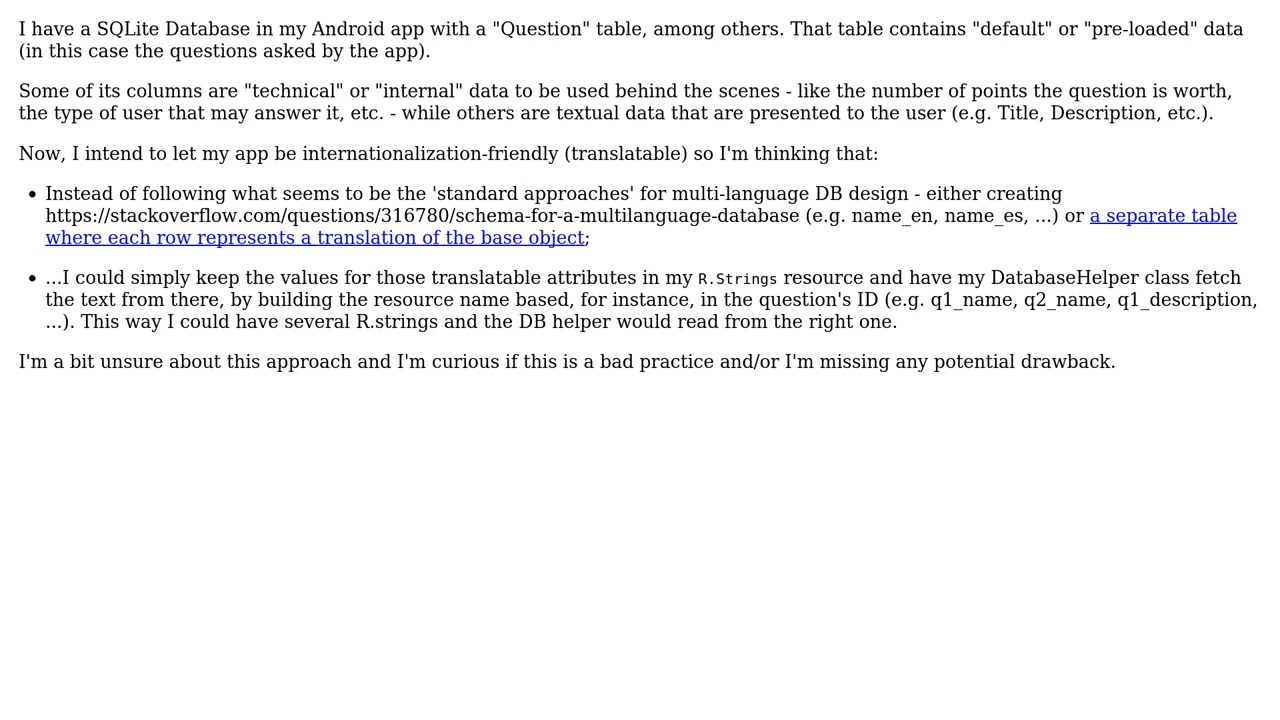 I have a SQLite Database in my Android app with a "Question" table, among others. That table contains "default" or "pre-loaded" data
(in this case the questions asked by the app).
Some of its columns are "technical" or "internal" data to be used behind the scenes - like the number of points the question is worth,
the type of user that may answer it, etc. - while others are textual data that are presented to the user (e.g. Title, Description, etc.).
Now, I intend to let my app be internationalization-friendly (translatable) so I'm thinking that:
• Instead of following what seems to be the 'standard approaches' for multi-language DB design - either creating
https://stackoverflow.com/questions/316780/schema-for-a-multilanguage-database (e.g. name_en, name_es, ...) or a separate table
where each row represents a translation of the base object;
• ...I could simply keep the values for those translatable attributes in my R.Strings resource and have my DatabaseHelper class fetch
the text from there, by building the resource name based, for instance, in the question's ID (e.g. q1_name, q2_name, q1_description,
...). This way I could have several R.strings and the DB helper would read from the right one.
I'm a bit unsure about this approach and I'm curious if this is a bad practice and/or I'm missing any potential drawback.